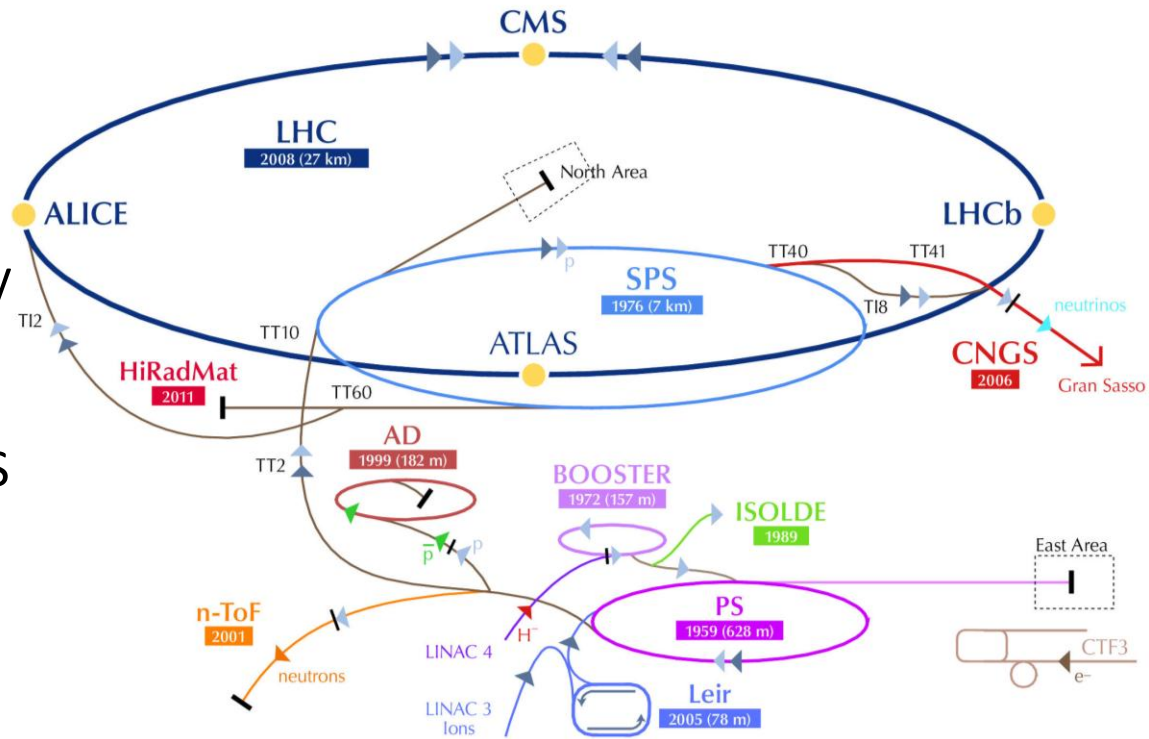 CMS
LHC
2008 (27 km)
North Area
ALICE
LHCb
TT40
TT41
p
SPS
1976 (7 km)
y
TI2
TI8
neutrinos
TT10
ATLAS
CNGS
2006
Gran Sasso
HiRadMat
2011
TT60
s
AD
1999 (182 m)
TT2
BOOSTER
1972 (157 m)
ISOLDE
1989
p̅
p
East Area
n-ToF
2001
PS
1959 (628 m)
H⁻
LINAC 4
neutrons
CTF3
e⁻
LINAC 3
Ions
Leir
2005 (78 m)